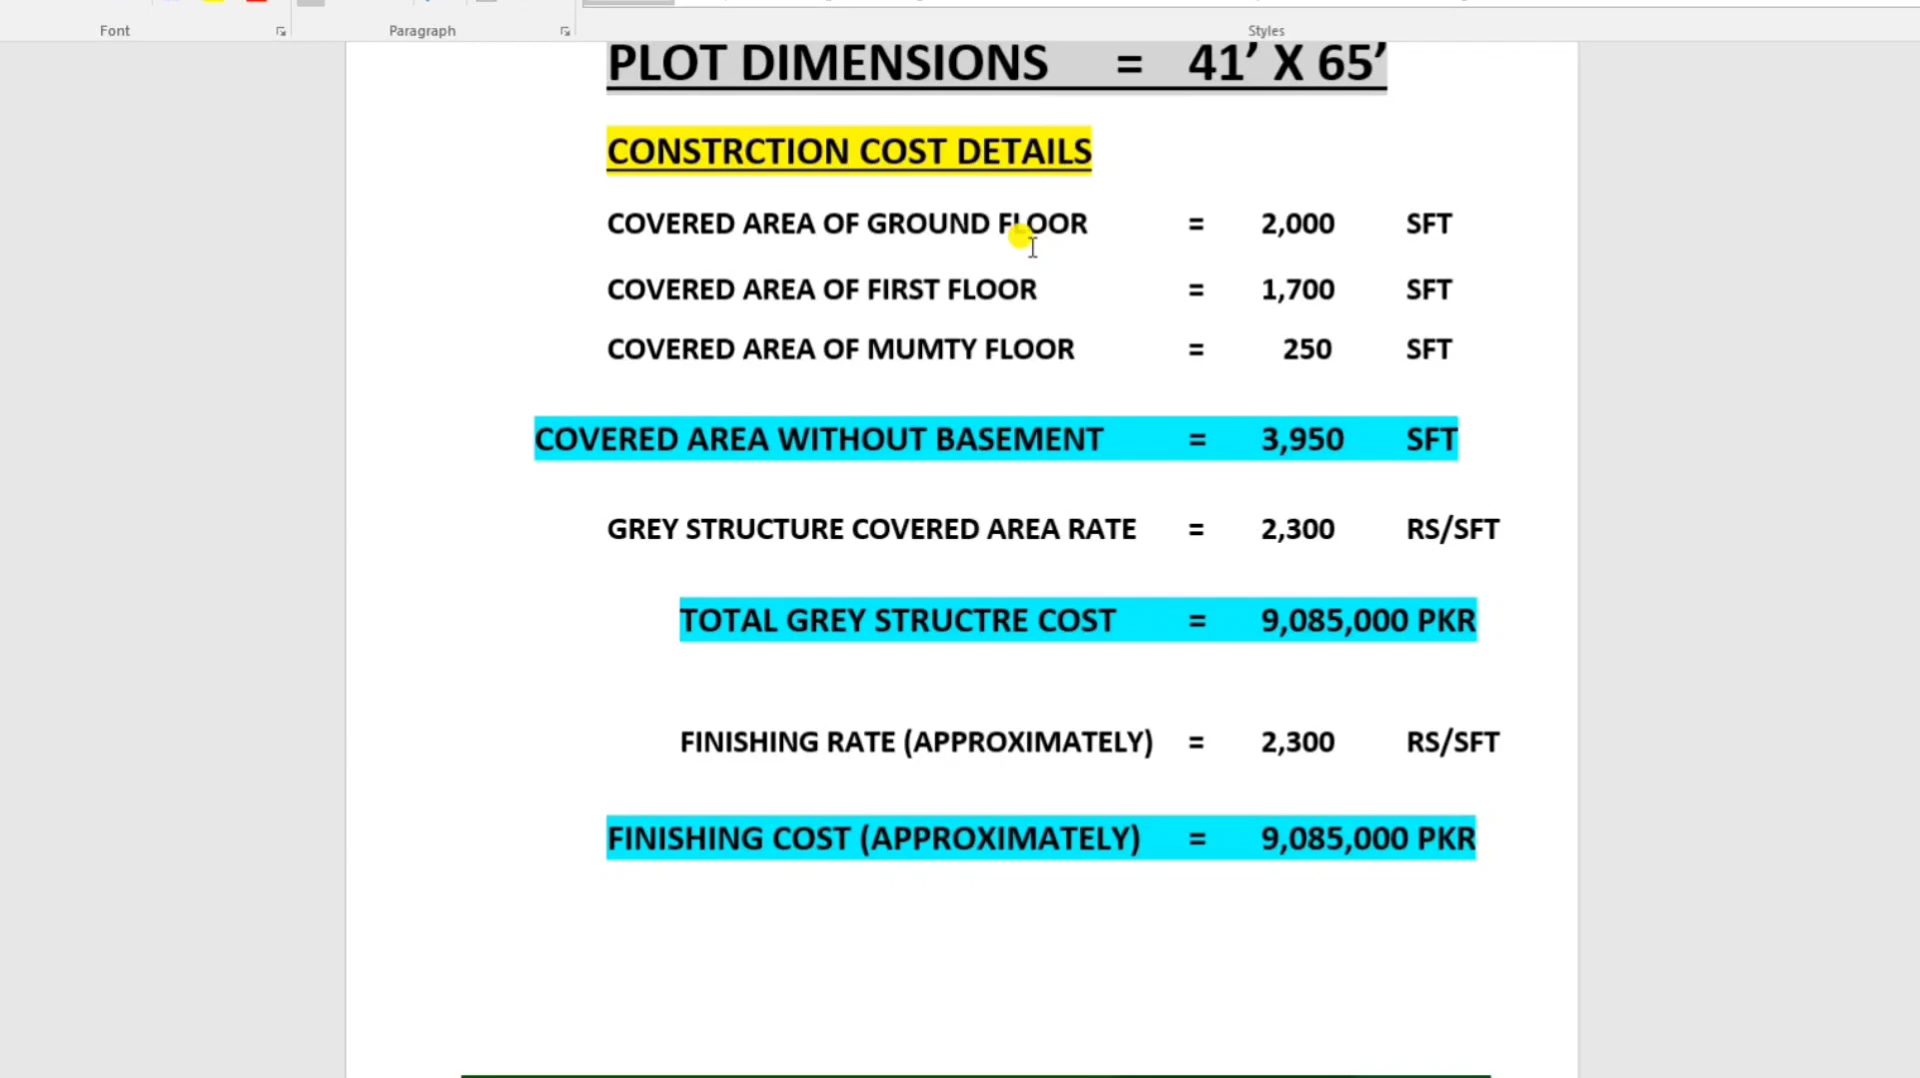 Font Paragraph Styles
PLOT DIMENSIONS = 41’ X 65’
CONSTRCTION COST DETAILS
COVERED AREA OF GROUND FLOOR = 2,000 SFT
COVERED AREA OF FIRST FLOOR = 1,700 SFT
COVERED AREA OF MUMTY FLOOR = 250 SFT
COVERED AREA WITHOUT BASEMENT = 3,950 SFT
GREY STRUCTURE COVERED AREA RATE = 2,300 RS/SFT
TOTAL GREY STRUCTRE COST = 9,085,000 PKR
FINISHING RATE (APPROXIMATELY) = 2,300 RS/SFT
FINISHING COST (APPROXIMATELY) = 9,085,000 PKR